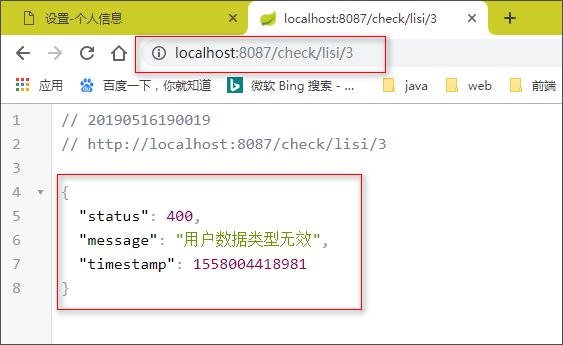 设置-个人信息
localhost:8087/check/lisi/3
localhost:8087/check/lisi/3
应用 百度一下，你就知道 微软 Bing 搜索 - ... java web 前端
1 // 20190516190019
2 // http://localhost:8087/check/lisi/3
3
4 {
5 "status": 400,
6 "message": "用户数据类型无效",
7 "timestamp": 1558004418981
8 }